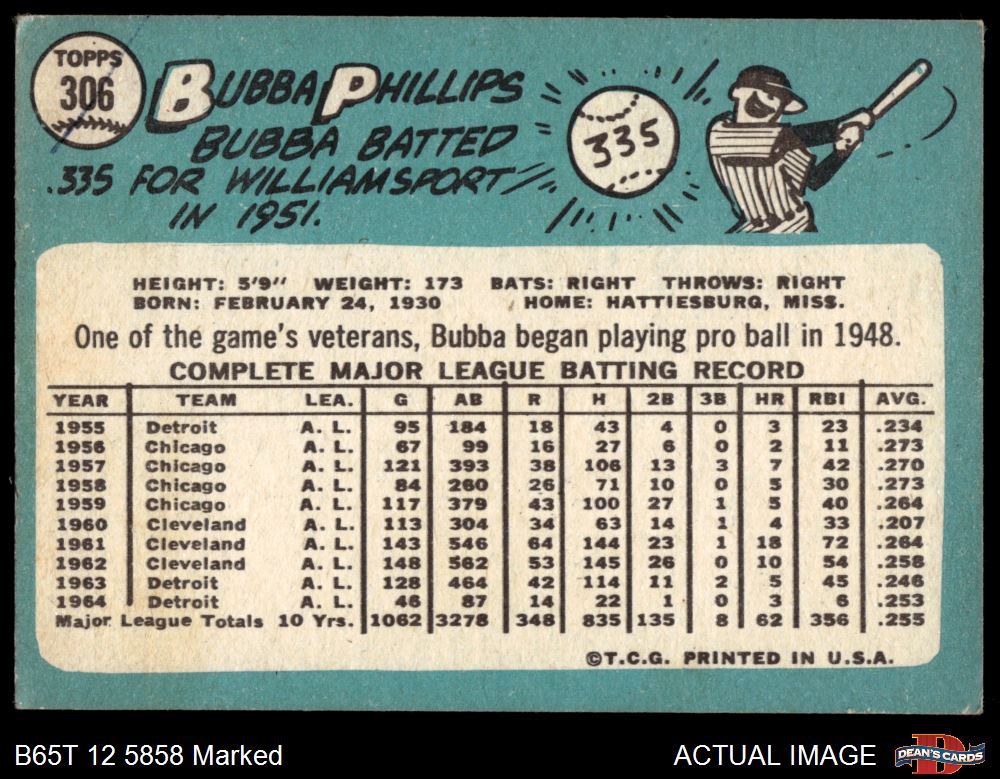 TOPPS
306
BUBBA PHILLIPS
BUBBA BATTED
.335 FOR WILLIAMSPORT
IN 1951.
335
HEIGHT: 5'9" WEIGHT: 173 BATS: RIGHT THROWS: RIGHT
BORN: FEBRUARY 24, 1930 HOME: HATTIESBURG, MISS.
One of the game's veterans, Bubba began playing pro ball in 1948.
COMPLETE MAJOR LEAGUE BATTING RECORD
YEAR TEAM LEA. G AB R H 2B 3B HR RBI AVG.
1955 Detroit A. L. 95 184 18 43 4 0 3 23 .234
1956 Chicago A. L. 67 99 16 27 6 0 2 11 .273
1957 Chicago A. L. 121 393 38 106 13 3 7 42 .270
1958 Chicago A. L. 84 260 26 71 10 0 5 30 .273
1959 Chicago A. L. 117 379 43 100 27 1 5 40 .264
1960 Cleveland A. L. 113 304 34 63 14 1 4 33 .207
1961 Cleveland A. L. 143 546 64 144 23 1 18 72 .264
1962 Cleveland A. L. 148 562 53 145 26 0 10 54 .258
1963 Detroit A. L. 128 464 42 114 11 2 5 45 .246
1964 Detroit A. L. 46 87 14 22 1 0 3 6 .253
Major League Totals 10 Yrs. 1062 3278 348 835 135 8 62 356 .255
©T.C.G. PRINTED IN U.S.A.
B65T 12 5858 Marked
ACTUAL IMAGE
DEAN'S CARDS